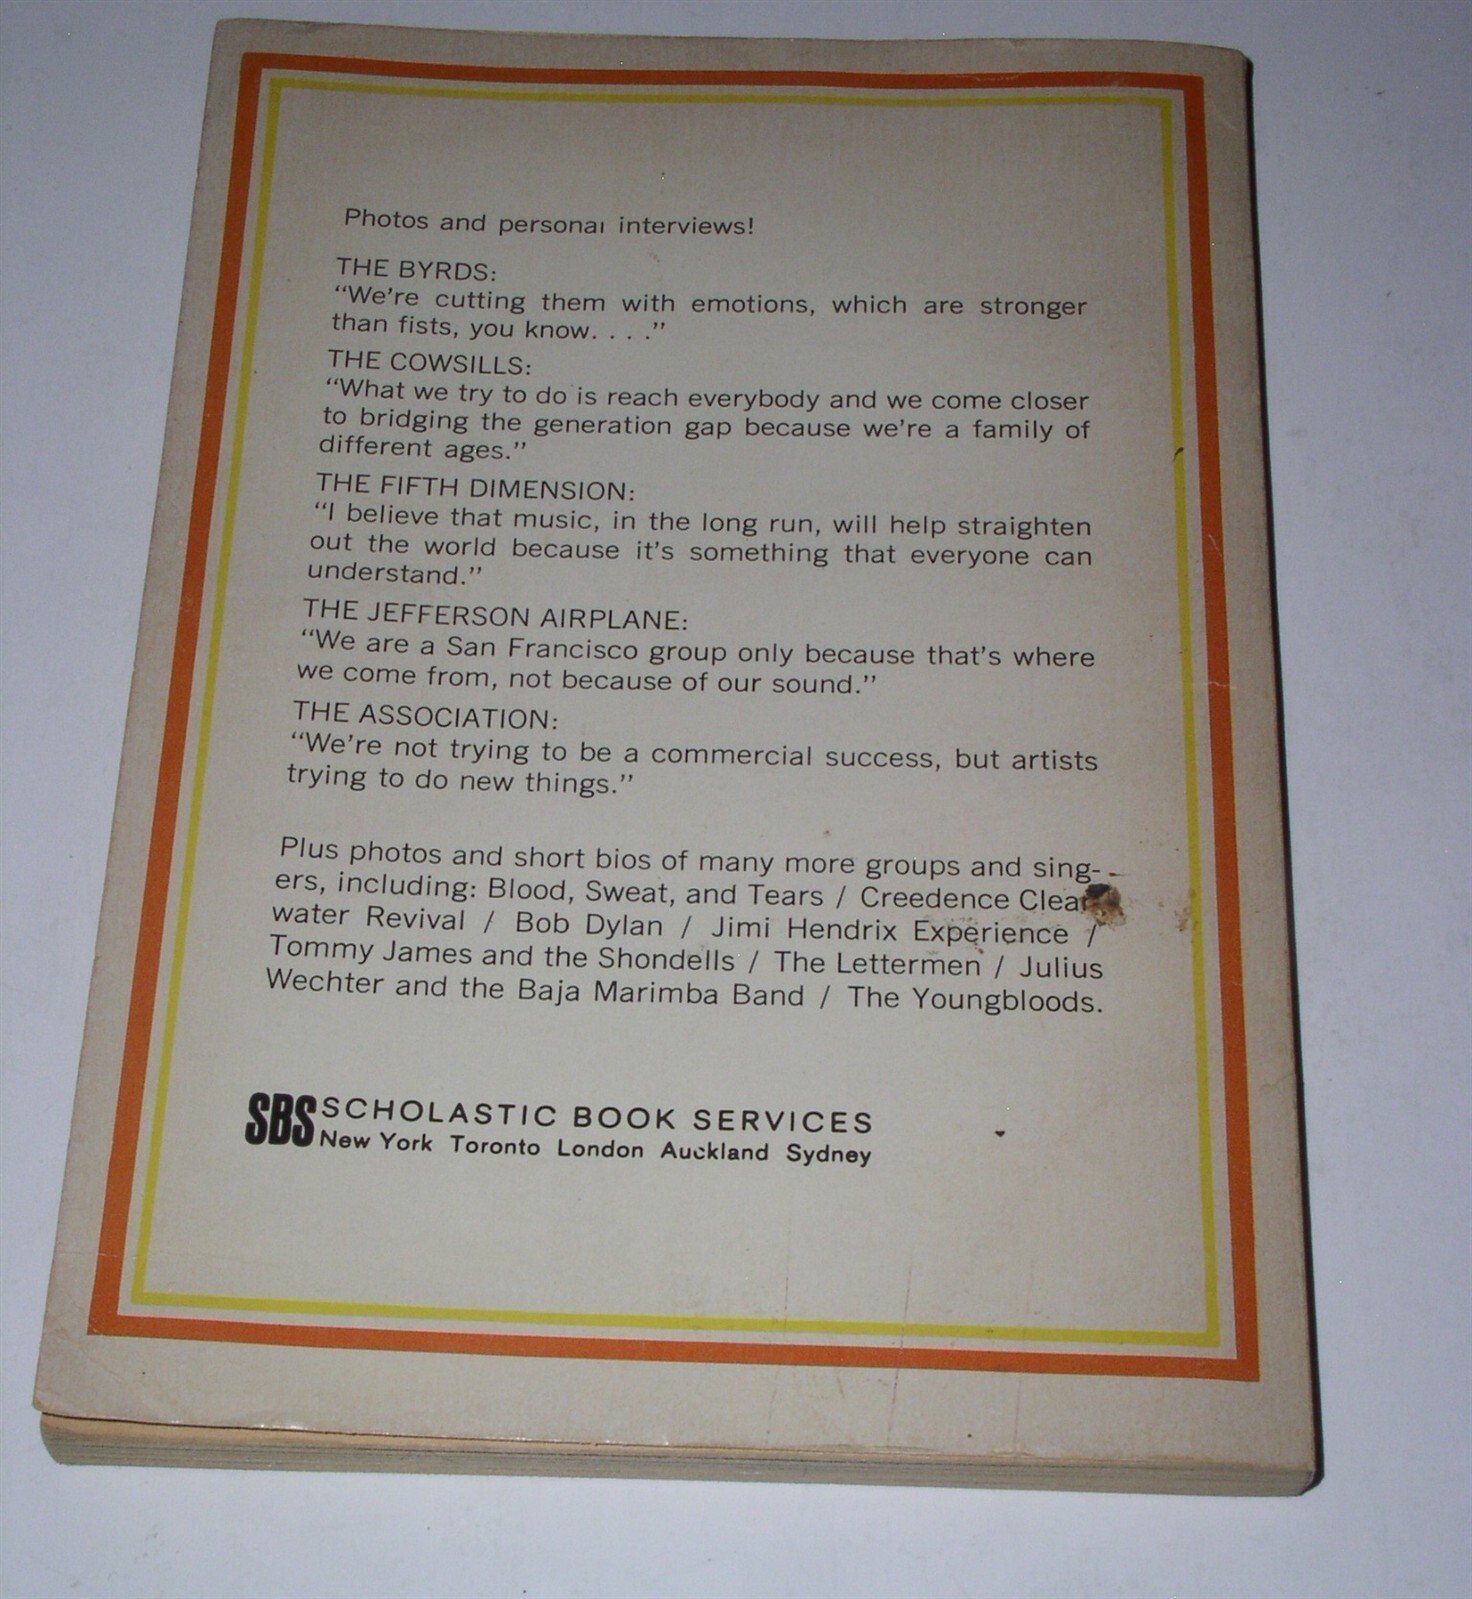 Photos and personal interviews!
THE BYRDS:
“We’re cutting them with emotions, which are stronger
than fists, you know. . . .”
THE COWSILLS:
“What we try to do is reach everybody and we come closer
to bridging the generation gap because we’re a family of
different ages.”
THE FIFTH DIMENSION:
“I believe that music, in the long run, will help straighten
out the world because it’s something that everyone can
understand.”
THE JEFFERSON AIRPLANE:
“We are a San Francisco group only because that’s where
we come from, not because of our sound.”
THE ASSOCIATION:
“We’re not trying to be a commercial success, but artists
trying to do new things.”
Plus photos and short bios of many more groups and sing-
ers, including: Blood, Sweat, and Tears / Creedence Clear
water Revival / Bob Dylan / Jimi Hendrix Experience /
Tommy James and the Shondells / The Lettermen / Julius
Wechter and the Baja Marimba Band / The Youngbloods.
SBS SCHOLASTIC BOOK SERVICES
New York Toronto London Auckland Sydney